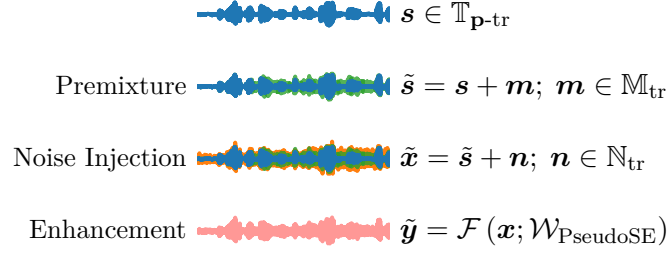 s ∈ 𝕋_p-tr
Premixture s̃ = s + m; m ∈ 𝕄_tr
Noise Injection x̃ = s̃ + n; n ∈ ℕ_tr
Enhancement ỹ = ℱ(x; 𝒲_PseudoSE)